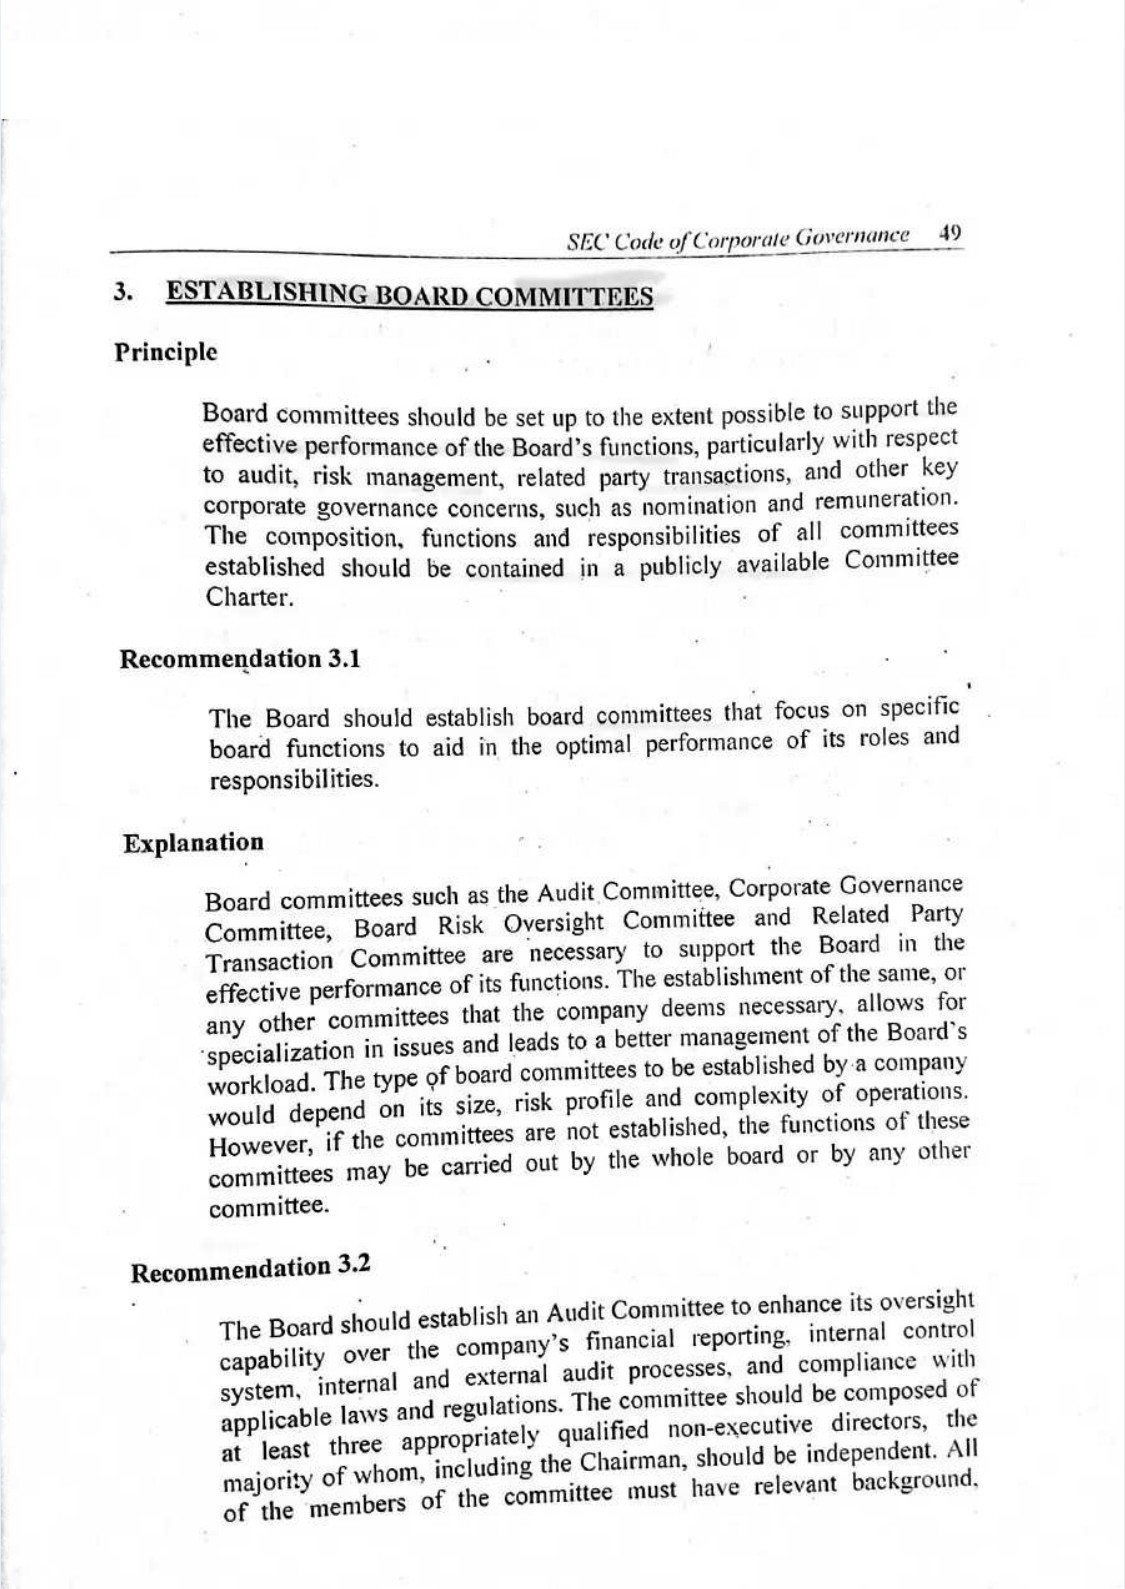 SEC Code of Corporate Governance 49
3. ESTABLISHING BOARD COMMITTEES
Principle
Board committees should be set up to the extent possible to support the
effective performance of the Board's functions, particularly with respect
to audit, risk management, related party transactions, and other key
corporate governance concerns, such as nomination and remuneration.
The composition, functions and responsibilities of all committees
established should be contained in a publicly available Committee
Charter.
Recommendation 3.1
The Board should establish board committees that focus on specific
board functions to aid in the optimal performance of its roles and
responsibilities.
Explanation
Board committees such as the Audit Committee, Corporate Governance
Committee, Board Risk Oversight Committee and Related Party
Transaction Committee are necessary to support the Board in the
effective performance of its functions. The establishment of the same, or
any other committees that the company deems necessary, allows for
specialization in issues and leads to a better management of the Board's
workload. The type of board committees to be established by a company
would depend on its size, risk profile and complexity of operations.
However, if the committees are not established, the functions of these
committees may be carried out by the whole board or by any other
committee.
Recommendation 3.2
The Board should establish an Audit Committee to enhance its oversight
capability over the company's financial reporting, internal control
system, internal and external audit processes, and compliance with
applicable laws and regulations. The committee should be composed of
at least three appropriately qualified non-executive directors, the
majority of whom, including the Chairman, should be independent. All
of the members of the committee must have relevant background,